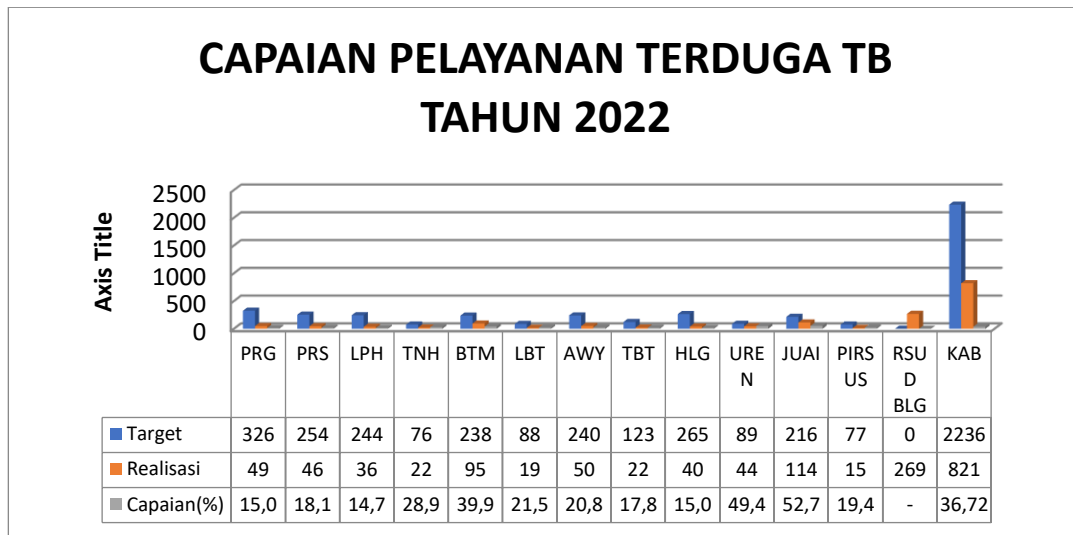 CAPAIAN PELAYANAN TERDUGA TB
TAHUN 2022
Axis Title
2500
2000
1500
1000
500
0
PRG PRS LPH TNH BTM LBT AWY TBT HLG URE JUAI PIRS RSU KAB
N US D
BLG
Target 326 254 244 76 238 88 240 123 265 89 216 77 0 2236
Realisasi 49 46 36 22 95 19 50 22 40 44 114 15 269 821
Capaian(%) 15,0 18,1 14,7 28,9 39,9 21,5 20,8 17,8 15,0 49,4 52,7 19,4 - 36,72